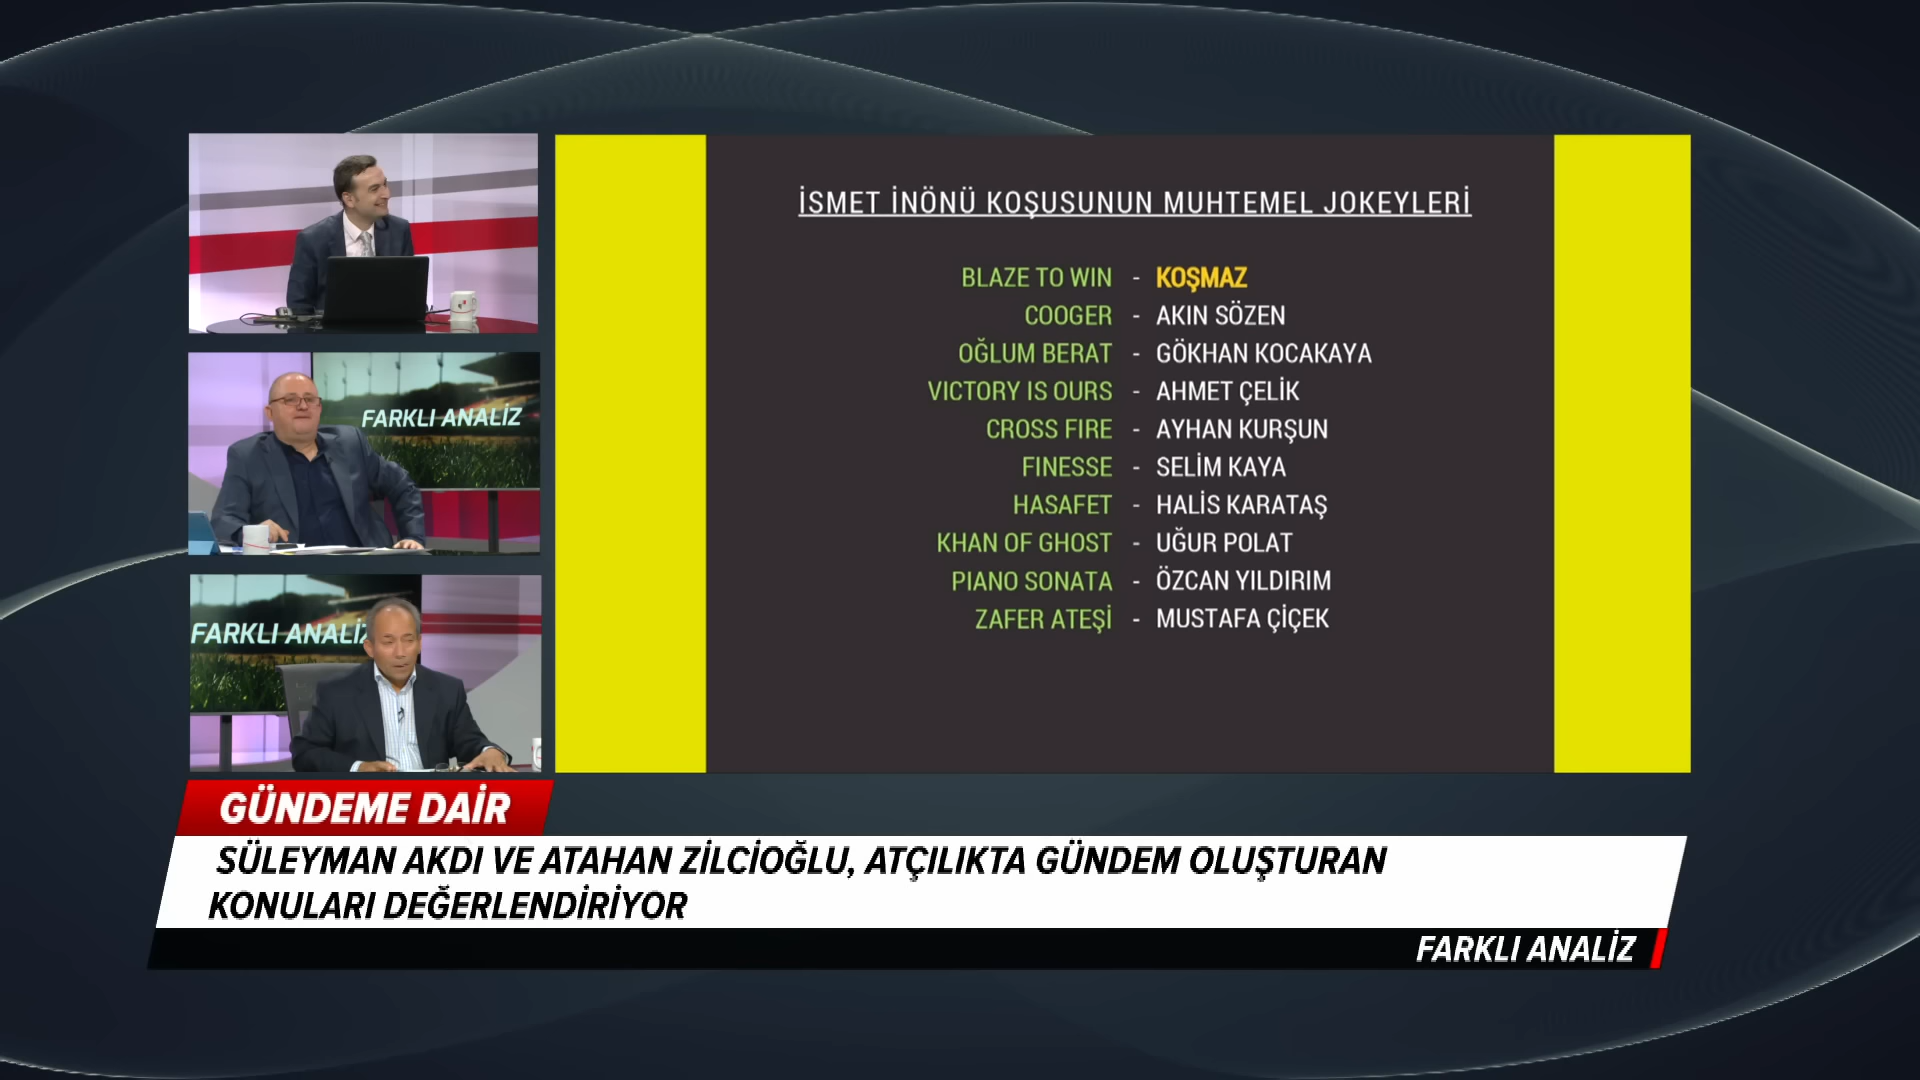 İSMET İNÖNÜ KOŞUSUNUN MUHTEMEL JOKEYLERİ
BLAZE TO WIN - KOŞMAZ
COOGER - AKIN SÖZEN
OĞLUM BERAT - GÖKHAN KOCAKAYA
VICTORY IS OURS - AHMET ÇELİK
CROSS FIRE - AYHAN KURŞUN
FINESSE - SELİM KAYA
HASAFET - HALİS KARATAŞ
KHAN OF GHOST - UĞUR POLAT
PIANO SONATA - ÖZCAN YILDIRIM
ZAFER ATEŞİ - MUSTAFA ÇİÇEK
FARKLI ANALİZ
FARKLI ANALİZ
GÜNDEME DAİR
SÜLEYMAN AKDI VE ATAHAN ZİLCİOĞLU, ATÇILIKTA GÜNDEM OLUŞTURAN
KONULARI DEĞERLENDİRİYOR
FARKLI ANALİZ